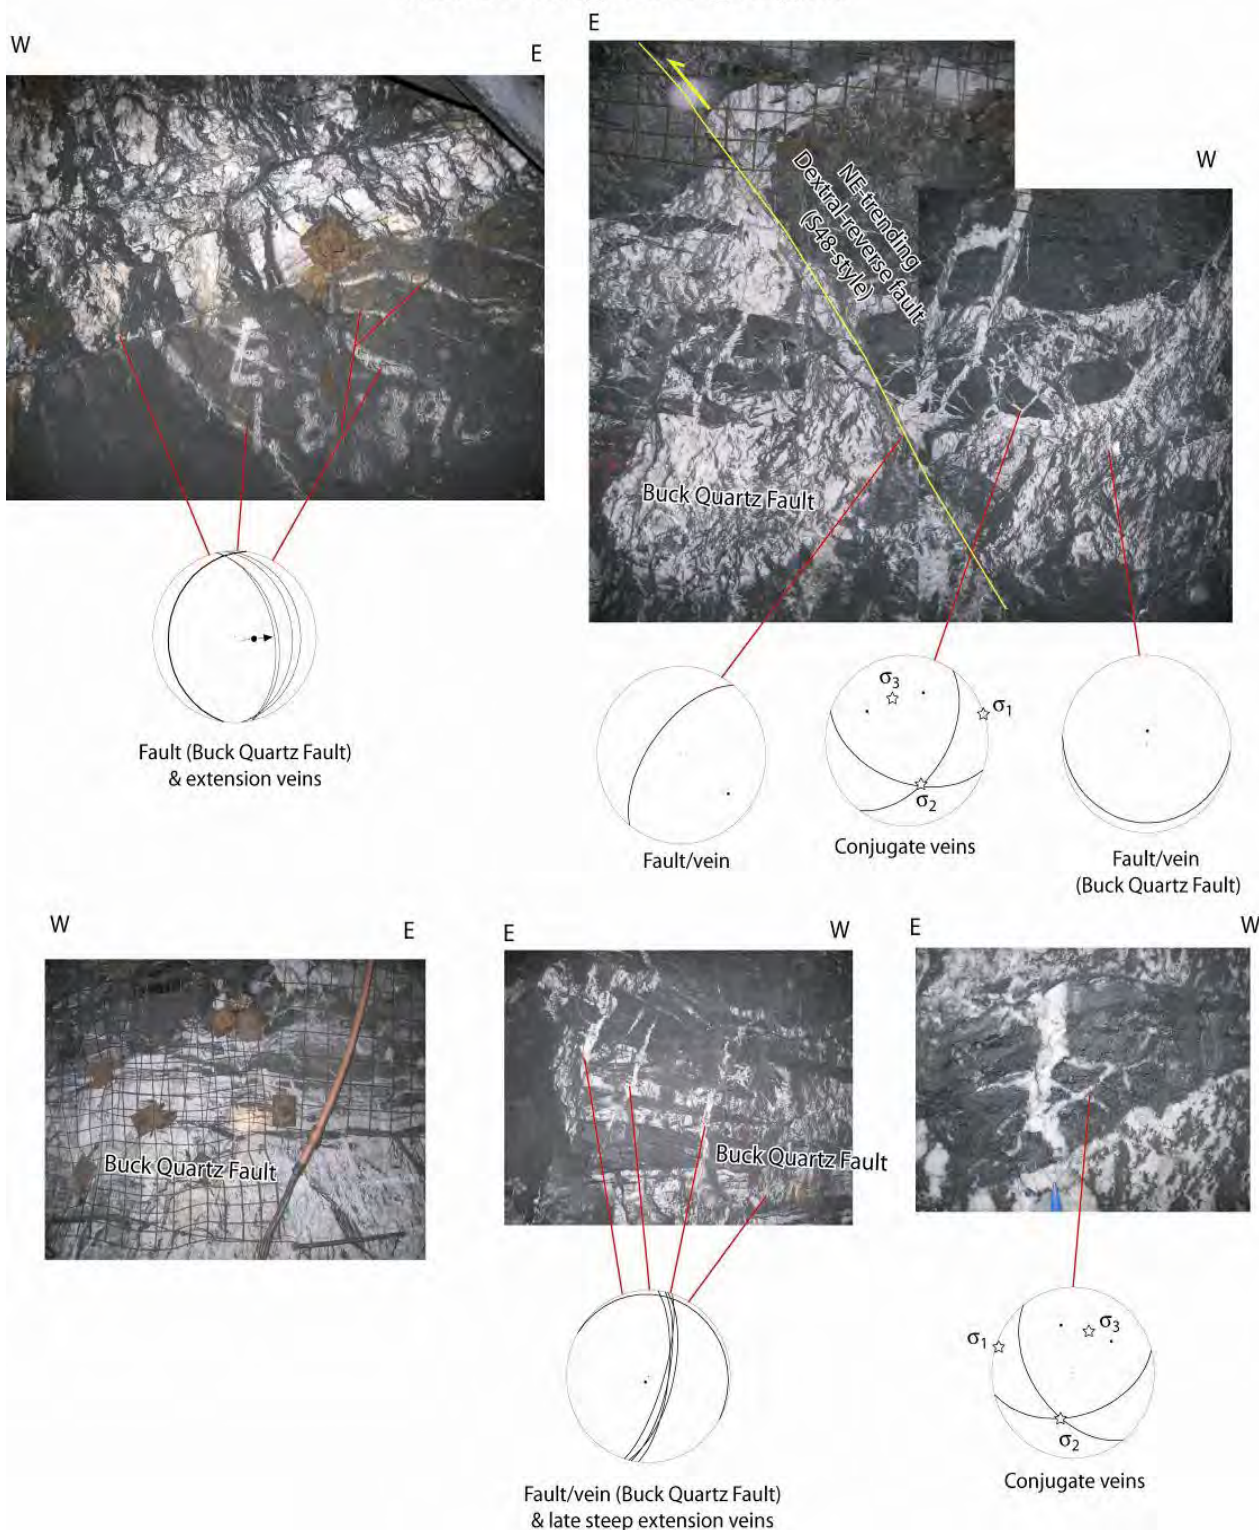 W
E
E
W
NE-trending
Dextral-reverse fault
(S48-style)
Buck Quartz Fault
Fault (Buck Quartz Fault)
& extension veins
σ3
σ1
σ2
Fault/vein
Conjugate veins
Fault/vein
(Buck Quartz Fault)
W
E
E
W
E
W
Buck Quartz Fault
Buck Quartz Fault
σ1
σ3
σ2
Fault/vein (Buck Quartz Fault)
& late steep extension veins
Conjugate veins